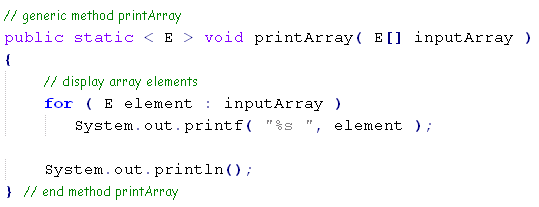 // generic method printArray
public static < E > void printArray( E[] inputArray )
{
// display array elements
for ( E element : inputArray )
System.out.printf( "%s ", element );
System.out.println();
} // end method printArray